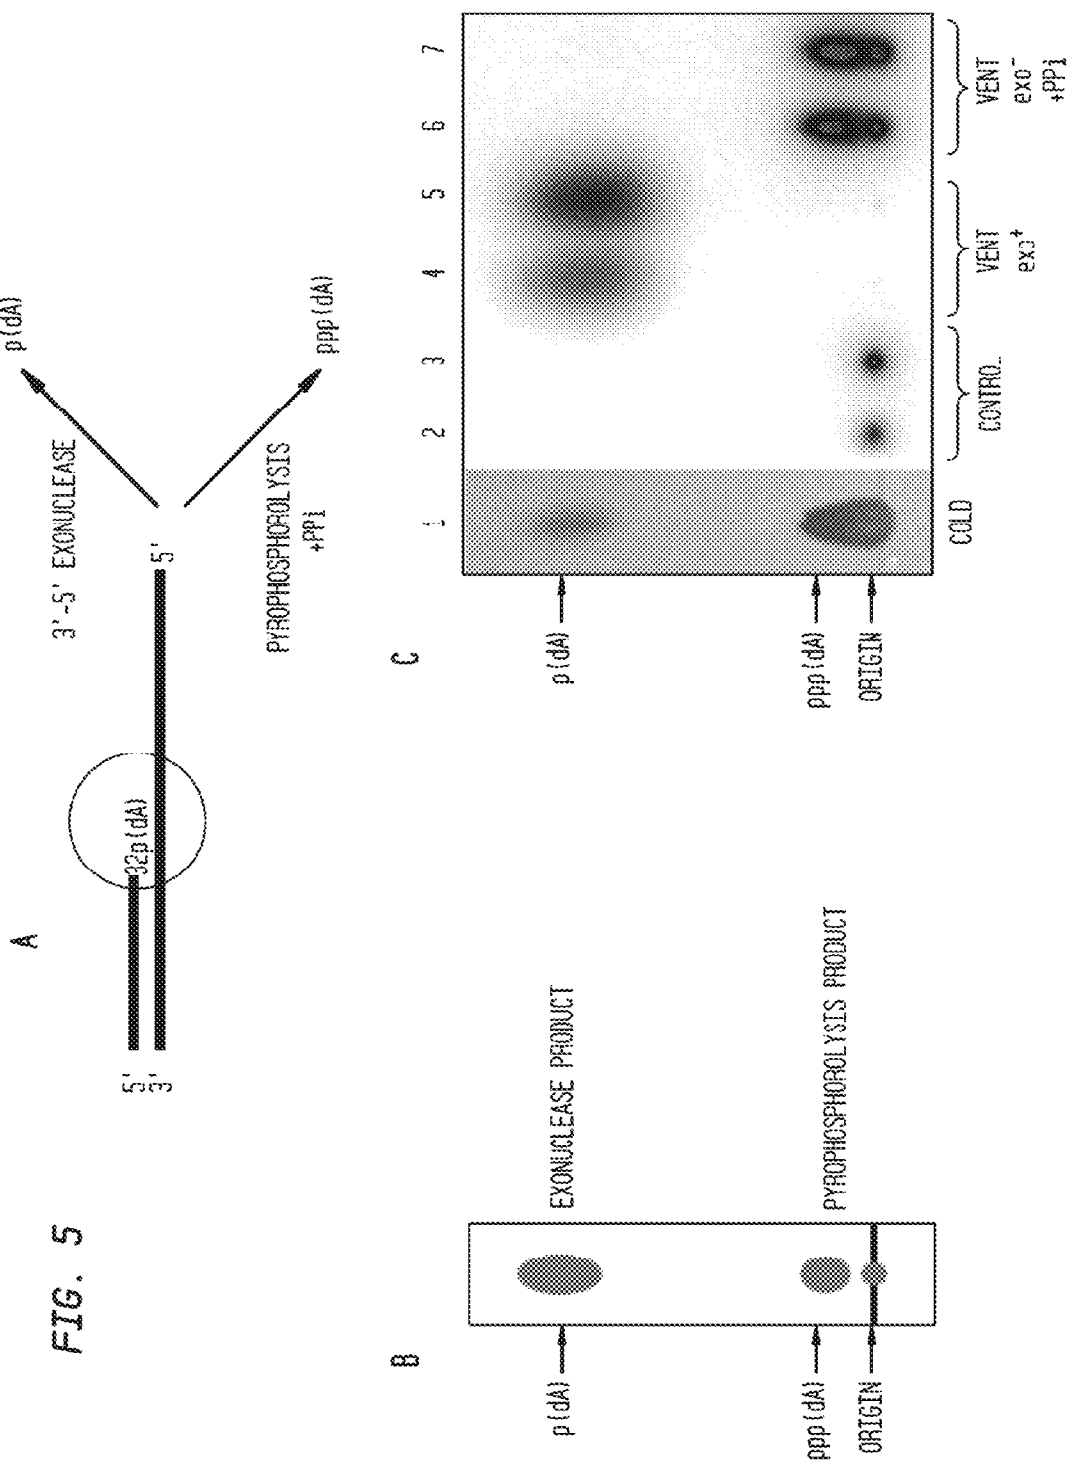 FIG. 5
A
5'
3'
32p(dA)
5'
3'-5' EXONUCLEASE
p(dA)
PYROPHOSPHOROLYSIS
+PPi
ppp(dA)
B
p(dA)
ppp(dA)
ORIGIN
EXONUCLEASE PRODUCT
PYROPHOSPHOROLYSIS PRODUCT
C
p(dA)
ppp(dA)
ORIGIN
1 2 3 4 5 6 7
COLD
CONTRO_
VENT
exo+
VENT
exo-
+PPi